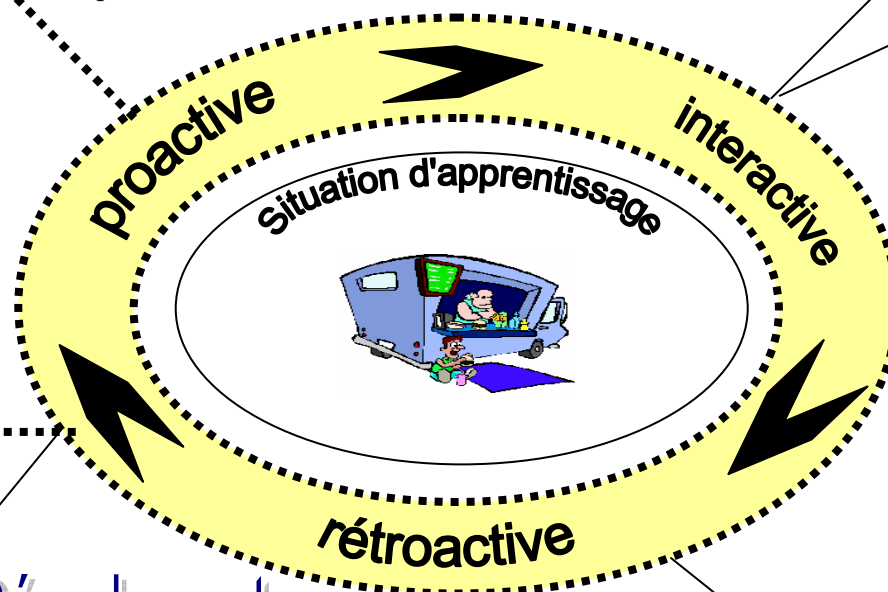 proactive
interactive
Situation d'apprentissage
rétroactive